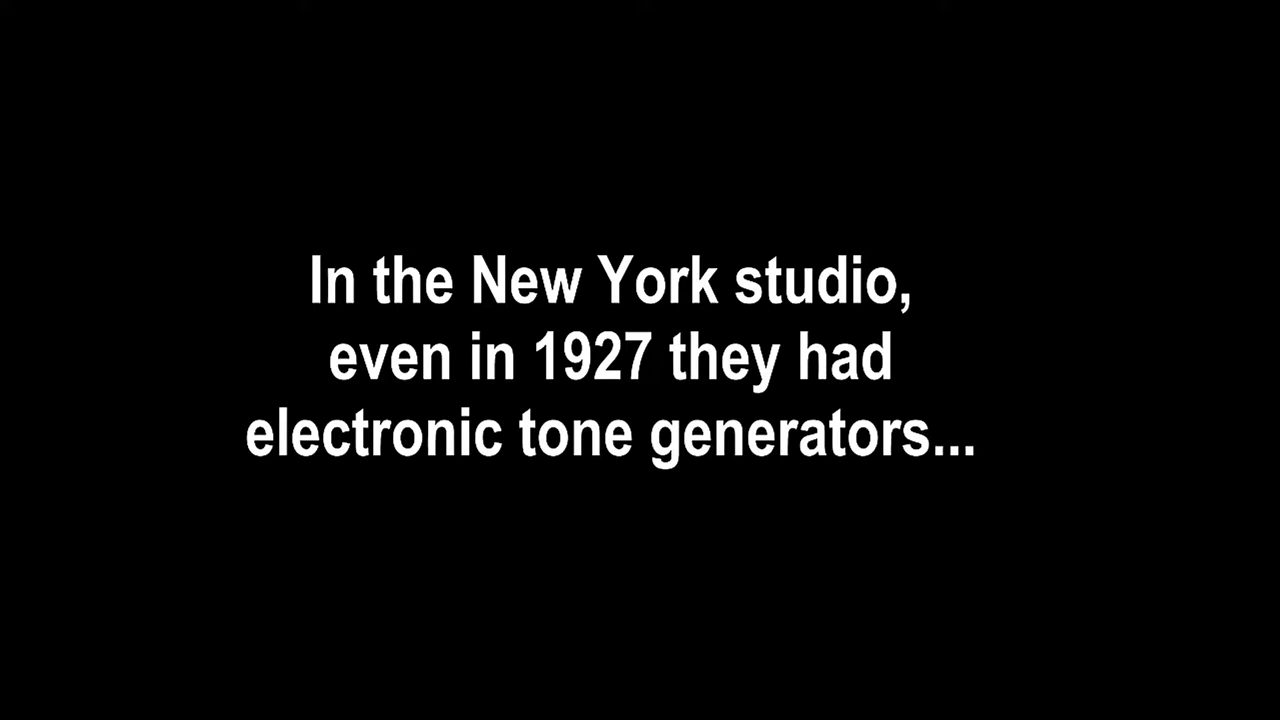 In the New York studio,
even in 1927 they had
electronic tone generators...